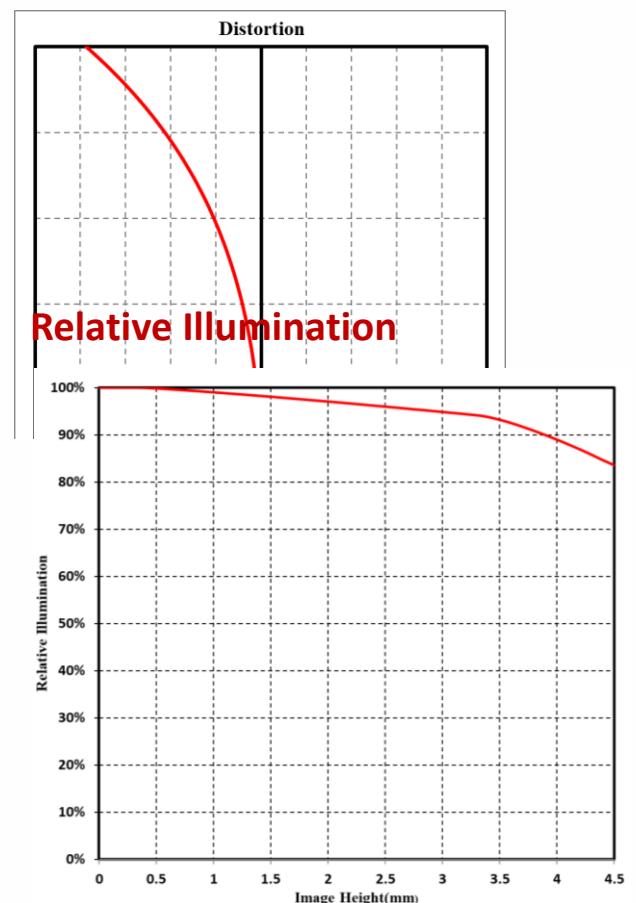 Distortion
Relative Illumination
100%
90%
80%
70%
60%
50%
40%
30%
20%
10%
0%
Relative Illumination
0 0.5 1 1.5 2 2.5 3 3.5 4 4.5
Image Height(mm)